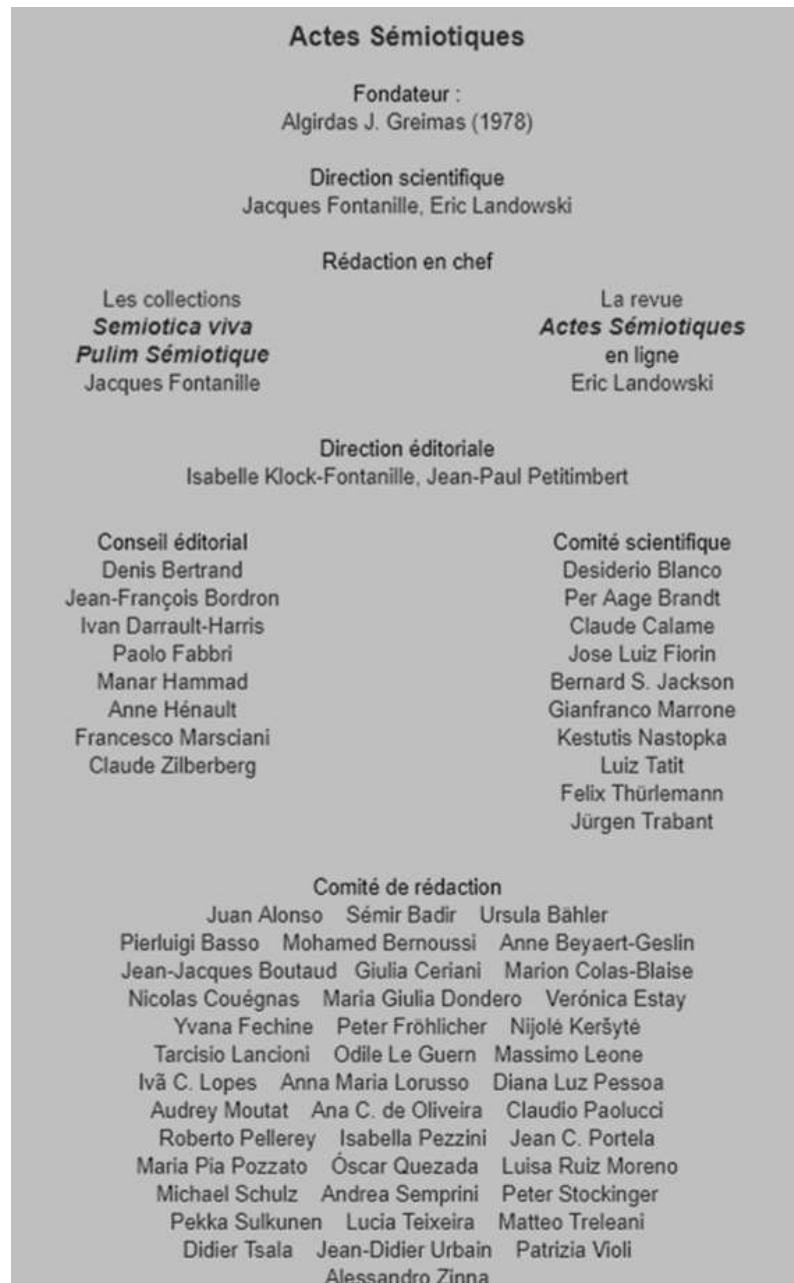 Actes Sémiotiques
Fondateur :
Algirdas J. Greimas (1978)
Direction scientifique
Jacques Fontanille, Eric Landowski
Rédaction en chef
Les collections
Semiotica viva
Pulim Sémiotique
Jacques Fontanille
La revue
Actes Sémiotiques
en ligne
Eric Landowski
Direction éditoriale
Isabelle Klock-Fontanille, Jean-Paul Petitimbert
Conseil éditorial
Denis Bertrand
Jean-François Bordron
Ivan Darrault-Harris
Paolo Fabbri
Manar Hammad
Anne Hénault
Francesco Marsciani
Claude Zilberberg
Comité scientifique
Desiderio Blanco
Per Aage Brandt
Claude Calame
Jose Luiz Fiorin
Bernard S. Jackson
Gianfranco Marrone
Kestutis Nastopka
Luiz Tatit
Felix Thürlemann
Jürgen Trabant
Comité de rédaction
Juan Alonso Sémir Badir Ursula Bähler
Pierluigi Basso Mohamed Bernoussi Anne Beyaert-Geslin
Jean-Jacques Boutaud Giulia Ceriani Marion Colas-Blaise
Nicolas Couégnas Maria Giulia Dondero Verónica Estay
Yvana Fechine Peter Fröhlicher Nijolé Keršyté
Tarcisio Lancioni Odile Le Guern Massimo Leone
Ivã C. Lopes Anna Maria Lorusso Diana Luz Pessoa
Audrey Moutat Ana C. de Oliveira Claudio Paolucci
Roberto Pellerey Isabella Pezzini Jean C. Portela
Maria Pia Pozzato Óscar Quezada Luisa Ruiz Moreno
Michael Schulz Andrea Semprini Peter Stockinger
Pekka Sulkunen Lucia Teixeira Matteo Treleani
Didier Tsala Jean-Didier Urbain Patrizia Violi
Alessandro Zinna